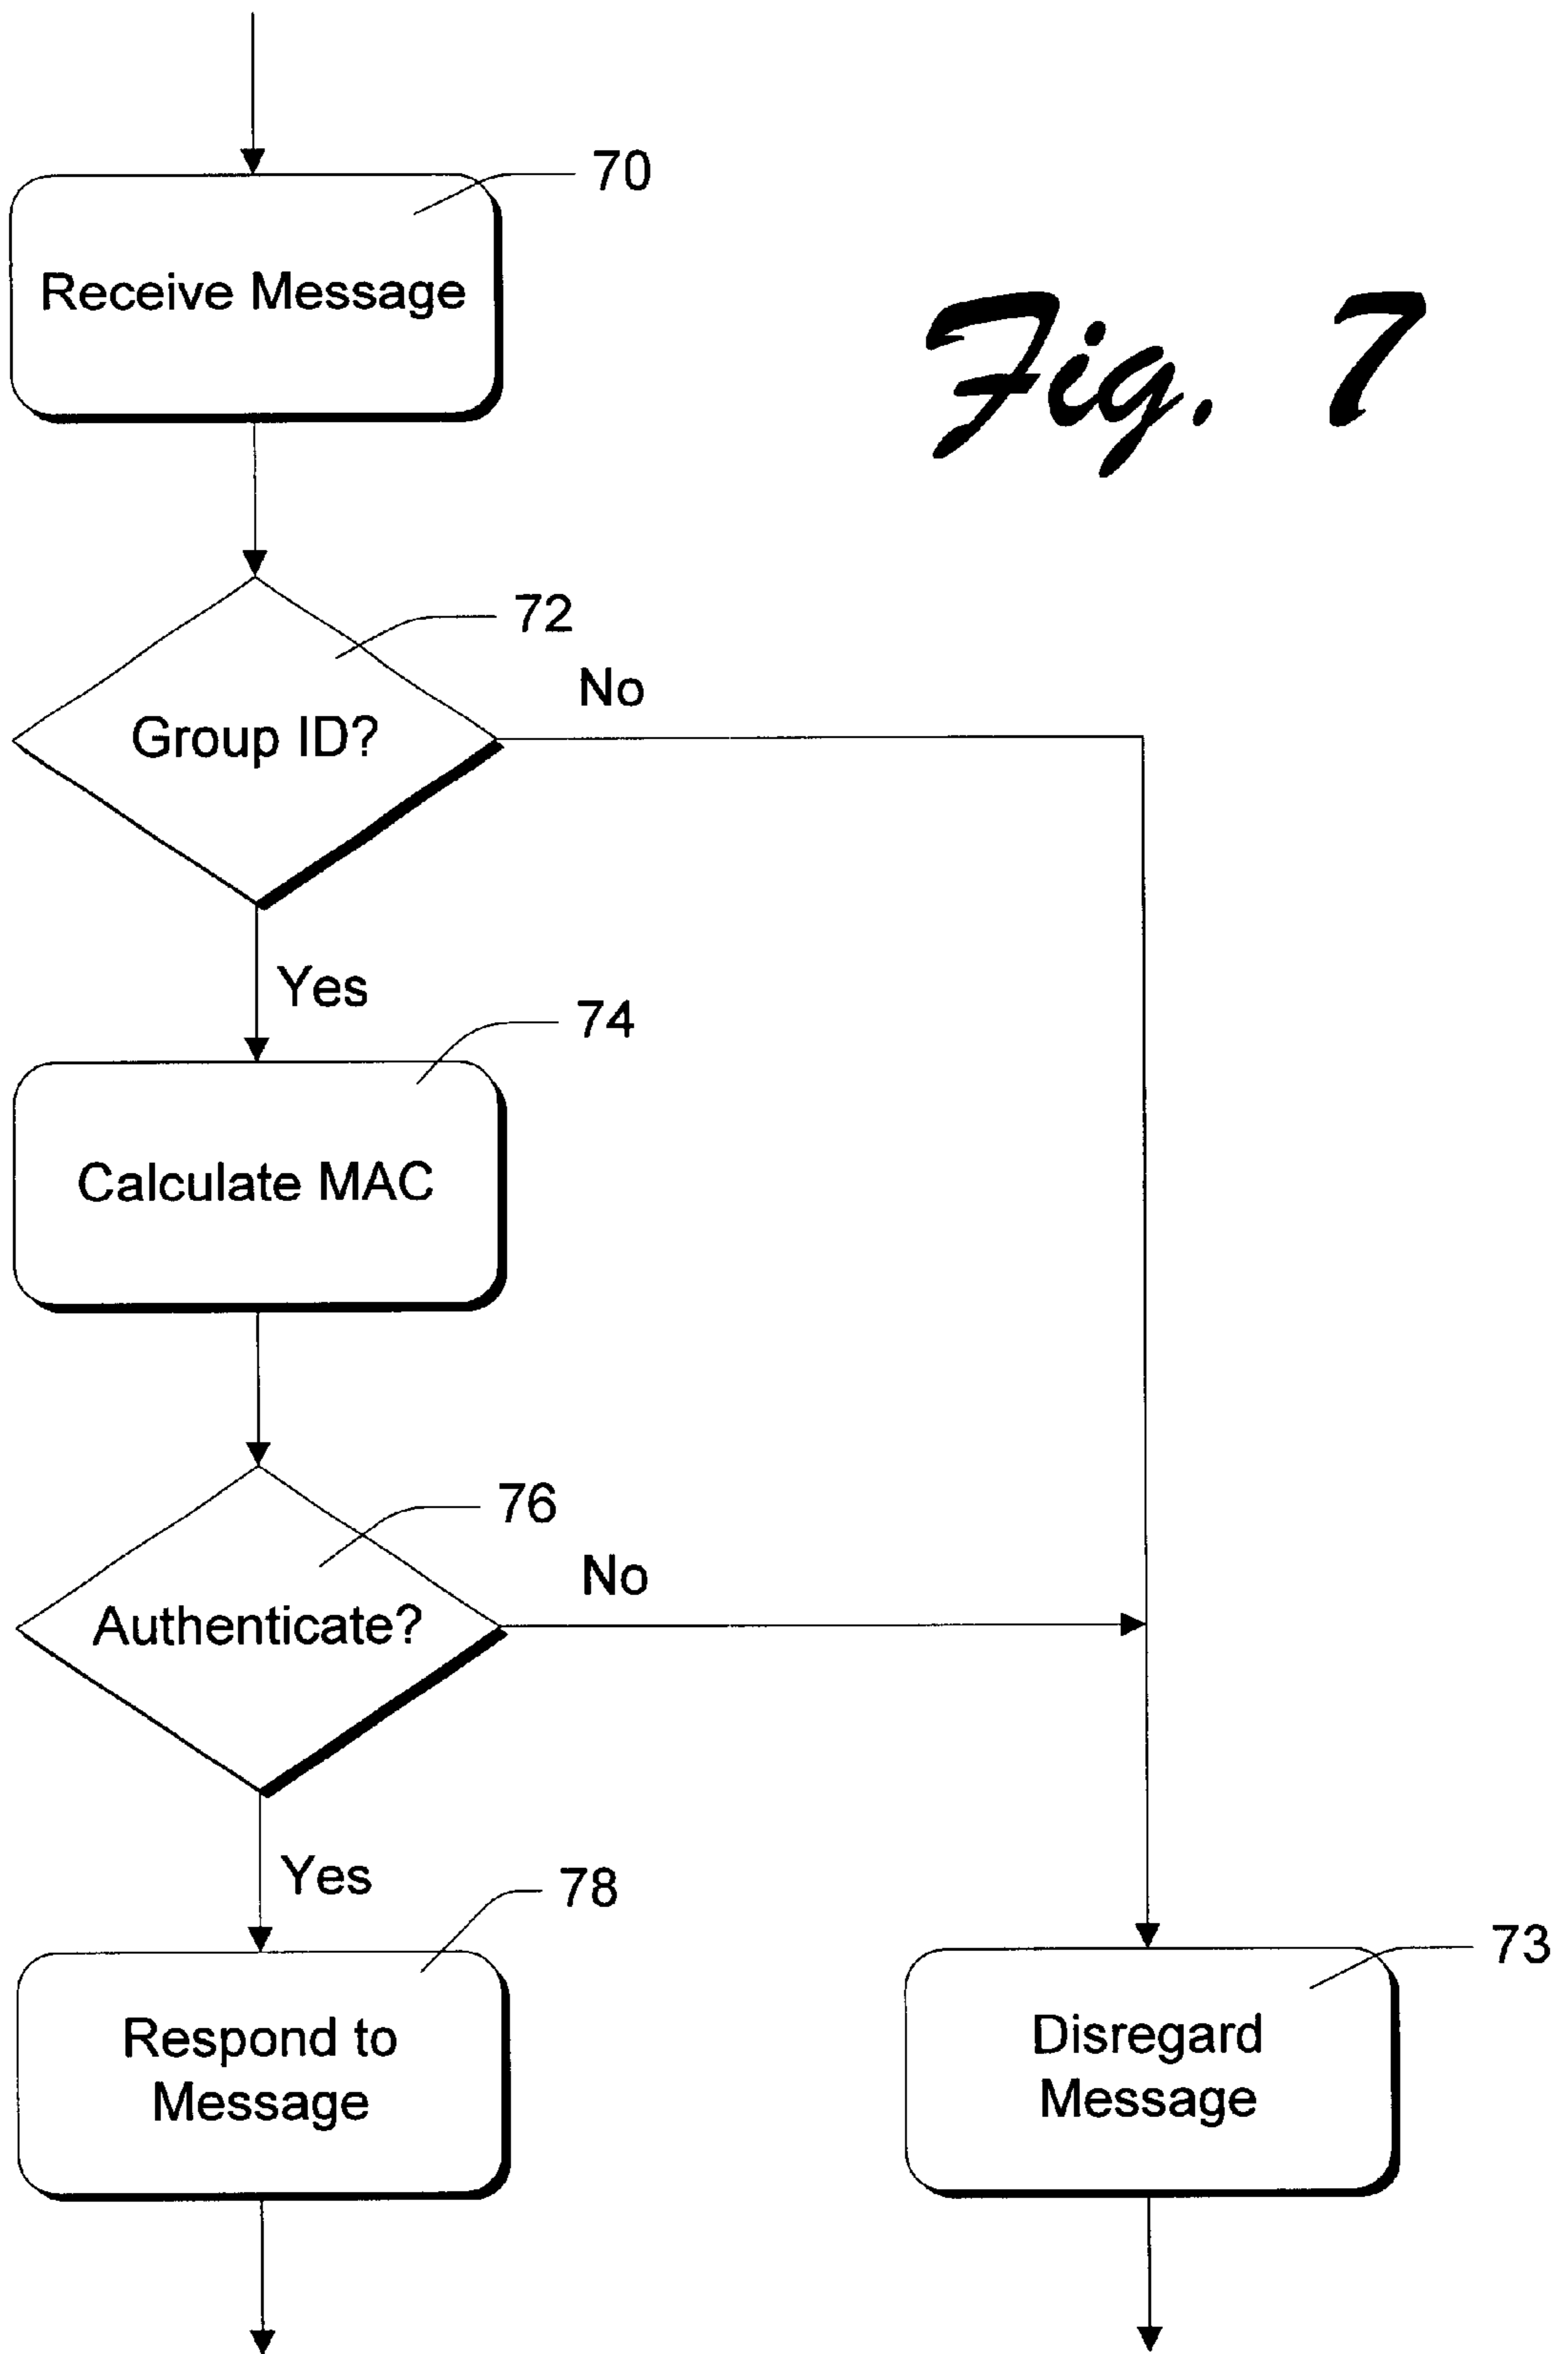 70
Receive Message
Fig. 7
72
No
Group ID?
Yes
74
Calculate MAC
76
No
Authenticate?
Yes
78
Respond to
Message
73
Disregard
Message